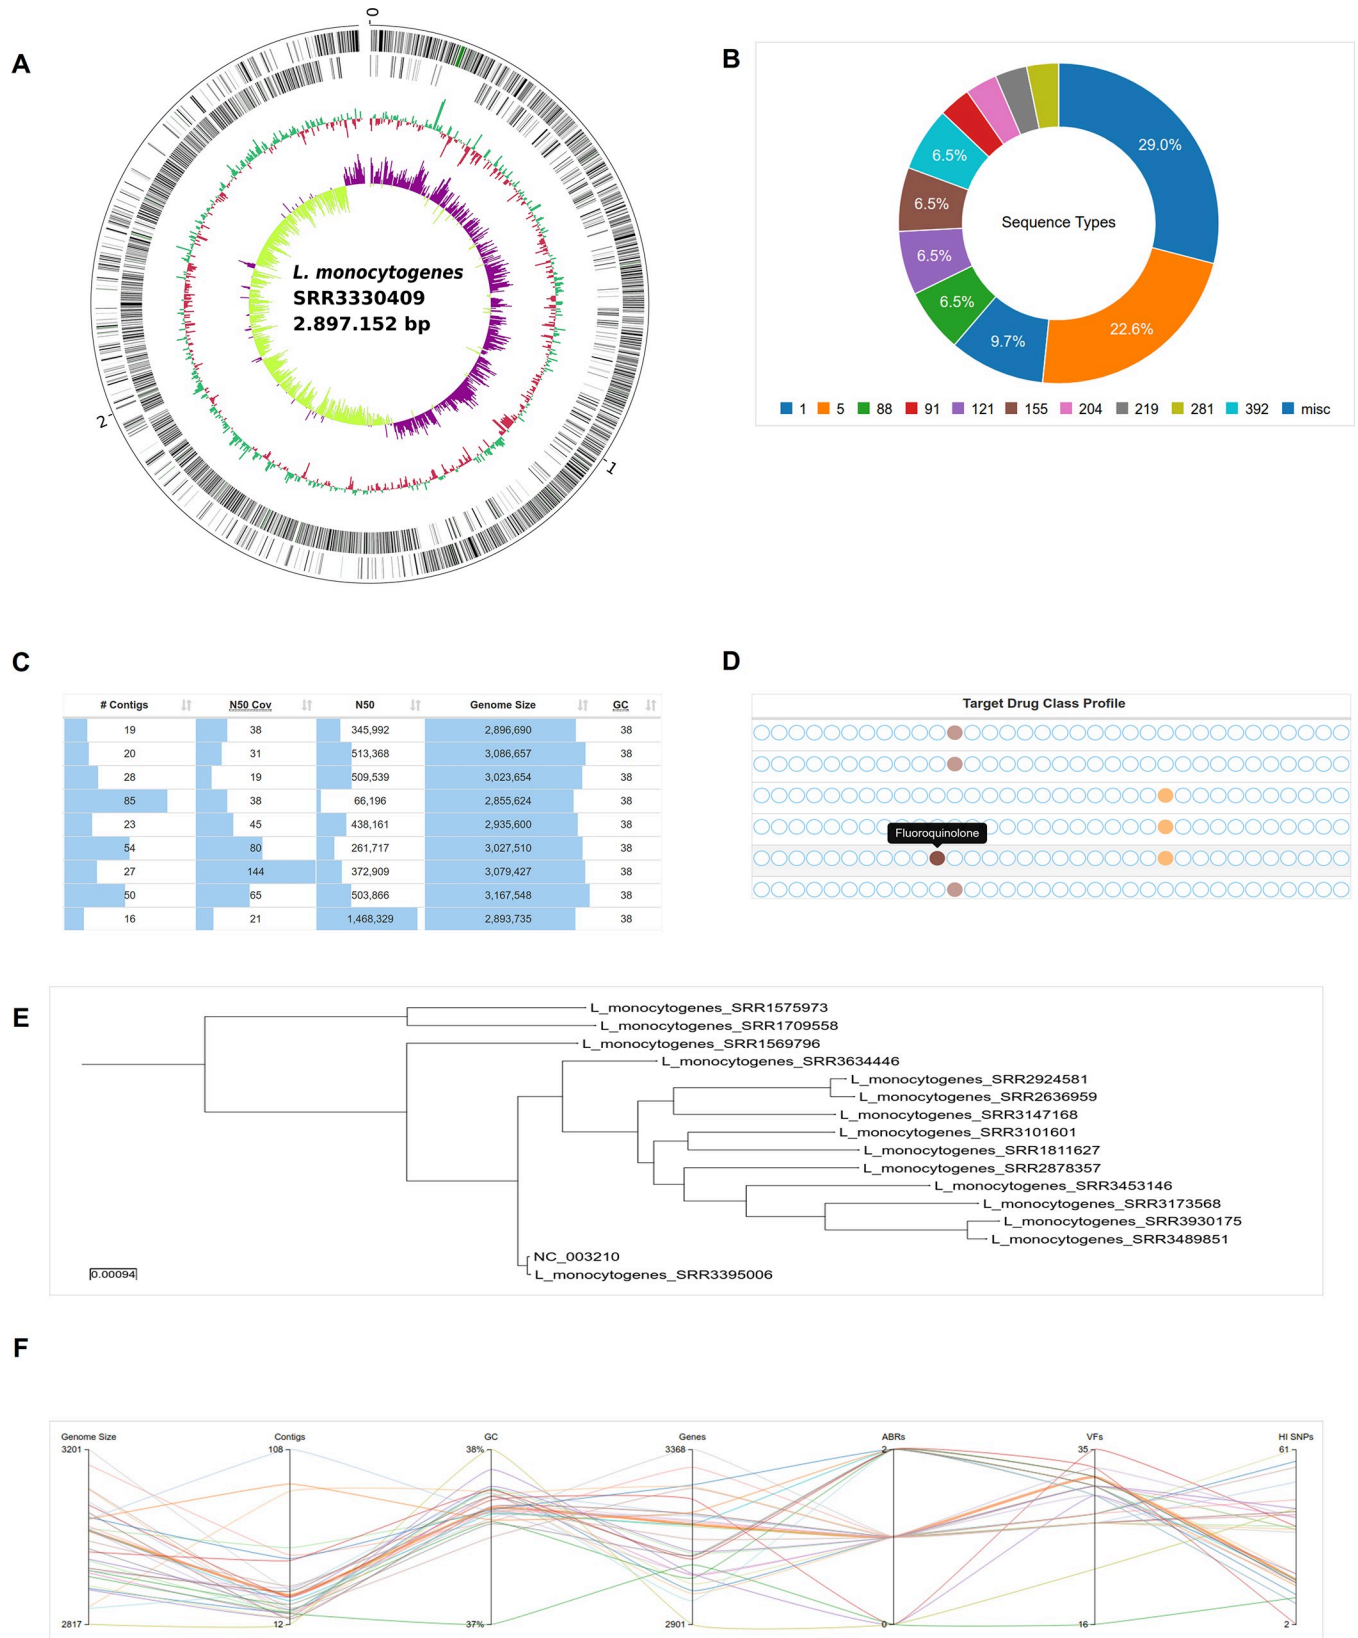 A
0
1
2
L. monocytogenes
SRR3330409
2.897.152 bp
B
29.0%
22.6%
9.7%
6.5%
6.5%
6.5%
6.5%
Sequence Types
1 5 88 91 121 155 204 219 281 392 misc
C
# Contigs N50 Cov N50 Genome Size GC
19 38 345,992 2,896,690 38
20 31 513,368 3,086,657 38
28 19 509,539 3,023,654 38
85 38 66,196 2,855,624 38
23 45 438,161 2,935,600 38
54 80 261,717 3,027,510 38
27 144 372,909 3,079,427 38
50 65 503,866 3,167,548 38
16 21 1,468,329 2,893,735 38
D
Target Drug Class Profile
Fluoroquinolone
E
L_monocytogenes_SRR1575973
L_monocytogenes_SRR1709558
L_monocytogenes_SRR1569796
L_monocytogenes_SRR3634446
L_monocytogenes_SRR2924581
L_monocytogenes_SRR2636959
L_monocytogenes_SRR3147168
L_monocytogenes_SRR3101601
L_monocytogenes_SRR1811627
L_monocytogenes_SRR2878357
L_monocytogenes_SRR3453146
L_monocytogenes_SRR3173568
L_monocytogenes_SRR3930175
L_monocytogenes_SRR3489851
NC_003210
L_monocytogenes_SRR3395006
0.00094
F
Genome Size Contigs GC Genes ABRs VFs HI SNPs
3201 108 38% 3368 2 35 61
2817 12 37% 2901 0 16 2